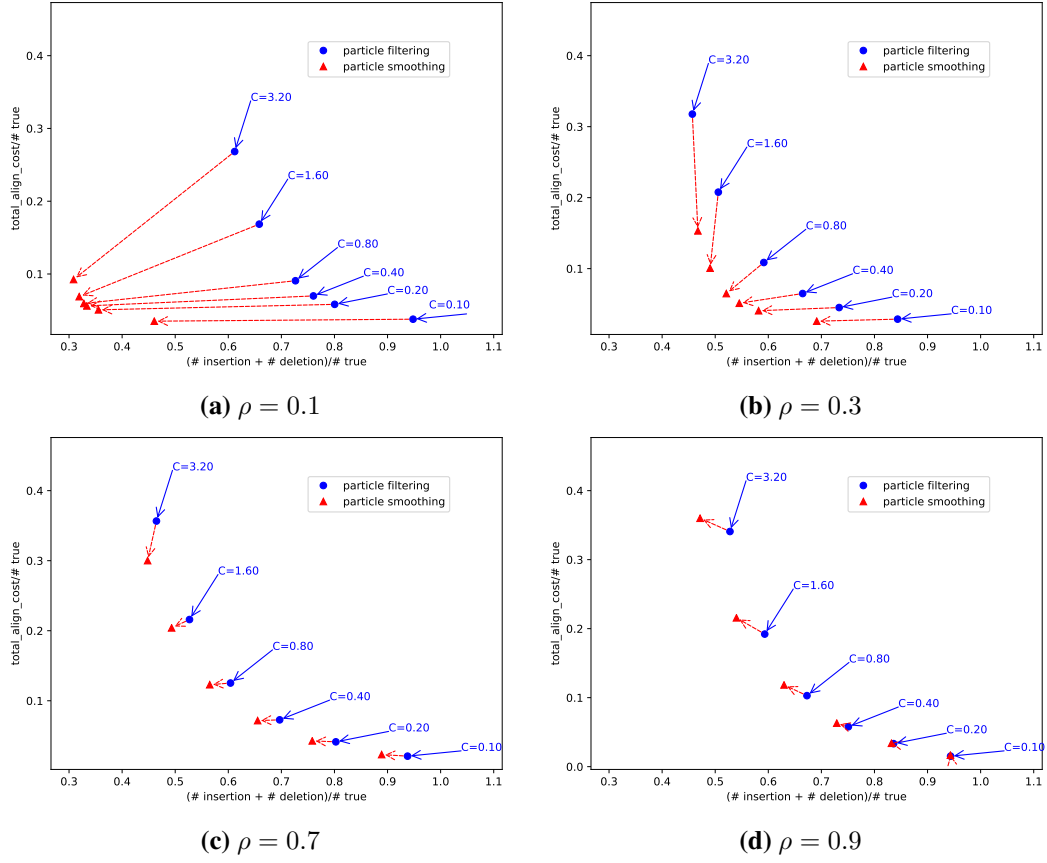 particle filtering
particle smoothing
C=3.20
C=1.60
C=0.80
C=0.40
C=0.20
C=0.10
0.4
0.3
0.2
0.1
total_align_cost/# true
0.3 0.4 0.5 0.6 0.7 0.8 0.9 1.0 1.1
(# insertion + # deletion)/# true
(a) ρ = 0.1
particle filtering
particle smoothing
C=3.20
C=1.60
C=0.80
C=0.40
C=0.20
C=0.10
0.4
0.3
0.2
0.1
total_align_cost/# true
0.3 0.4 0.5 0.6 0.7 0.8 0.9 1.0 1.1
(# insertion + # deletion)/# true
(b) ρ = 0.3
particle filtering
particle smoothing
C=3.20
C=1.60
C=0.80
C=0.40
C=0.20
C=0.10
0.4
0.3
0.2
0.1
total_align_cost/# true
0.3 0.4 0.5 0.6 0.7 0.8 0.9 1.0 1.1
(# insertion + # deletion)/# true
(c) ρ = 0.7
particle filtering
particle smoothing
C=3.20
C=1.60
C=0.80
C=0.40
C=0.20
C=0.10
0.4
0.3
0.2
0.1
0.0
total_align_cost/# true
0.3 0.4 0.5 0.6 0.7 0.8 0.9 1.0 1.1
(# insertion + # deletion)/# true
(d) ρ = 0.9